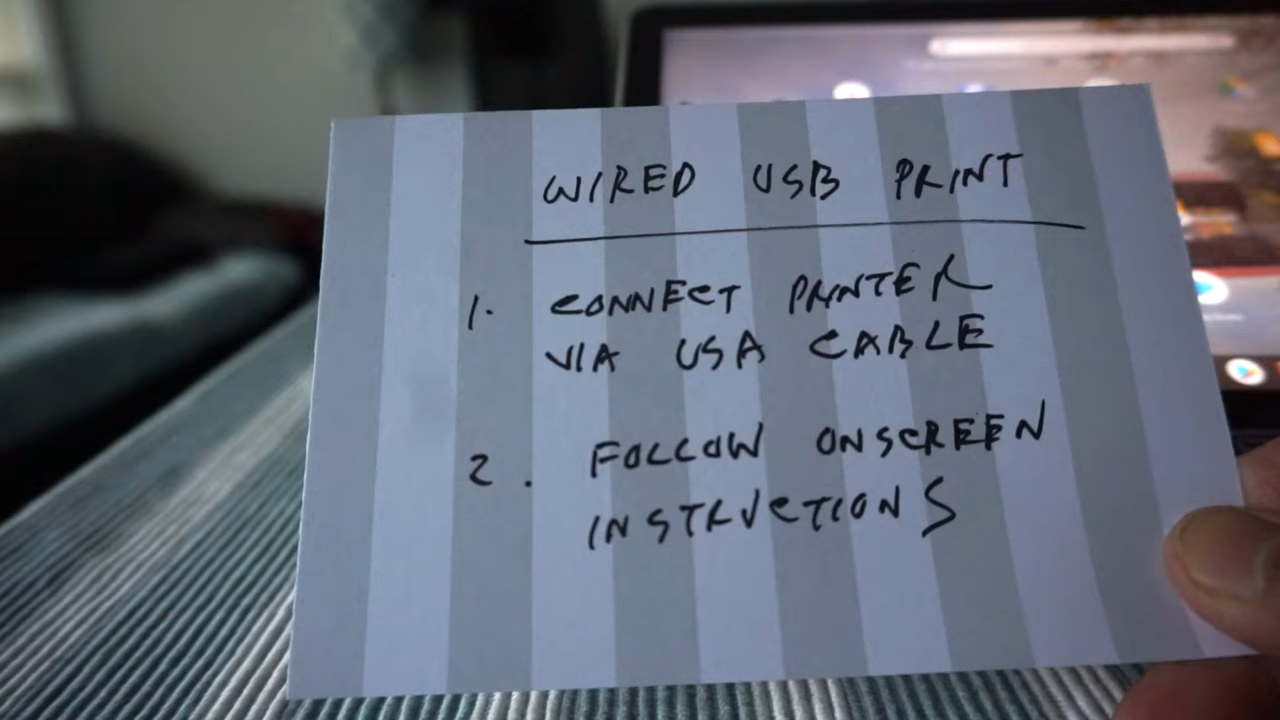 WIRED USB PRINT
1. CONNECT PRINTER
VIA USA CABLE
2. FOLLOW ONSCREEN
INSTRUCTIONS